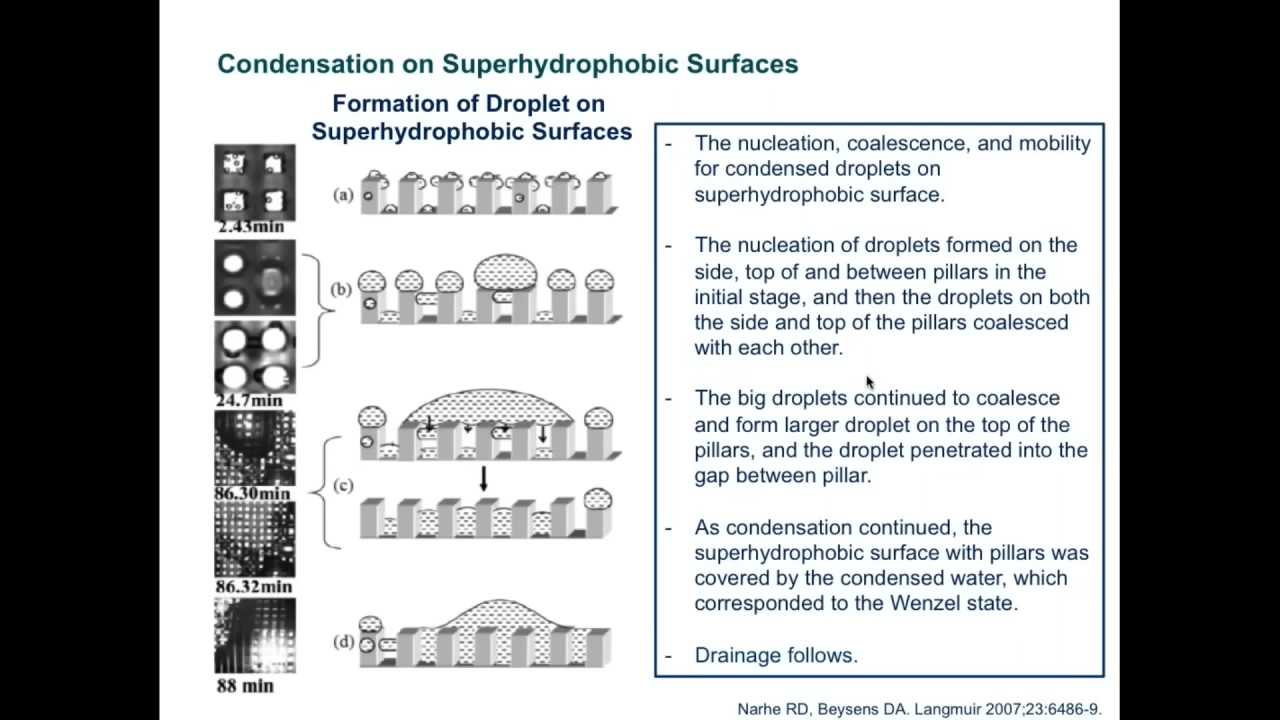 Condensation on Superhydrophobic Surfaces
Formation of Droplet on
Superhydrophobic Surfaces
2.43min
24.7min
86.30min
86.32min
88 min
(a)
(b)
(c)
(d)
- The nucleation, coalescence, and mobility
for condensed droplets on
superhydrophobic surface.
- The nucleation of droplets formed on the
side, top of and between pillars in the
initial stage, and then the droplets on both
the side and top of the pillars coalesced
with each other.
- The big droplets continued to coalesce
and form larger droplet on the top of the
pillars, and the droplet penetrated into the
gap between pillar.
- As condensation continued, the
superhydrophobic surface with pillars was
covered by the condensed water, which
corresponded to the Wenzel state.
- Drainage follows.
Narhe RD, Beysens DA. Langmuir 2007;23:6486-9.